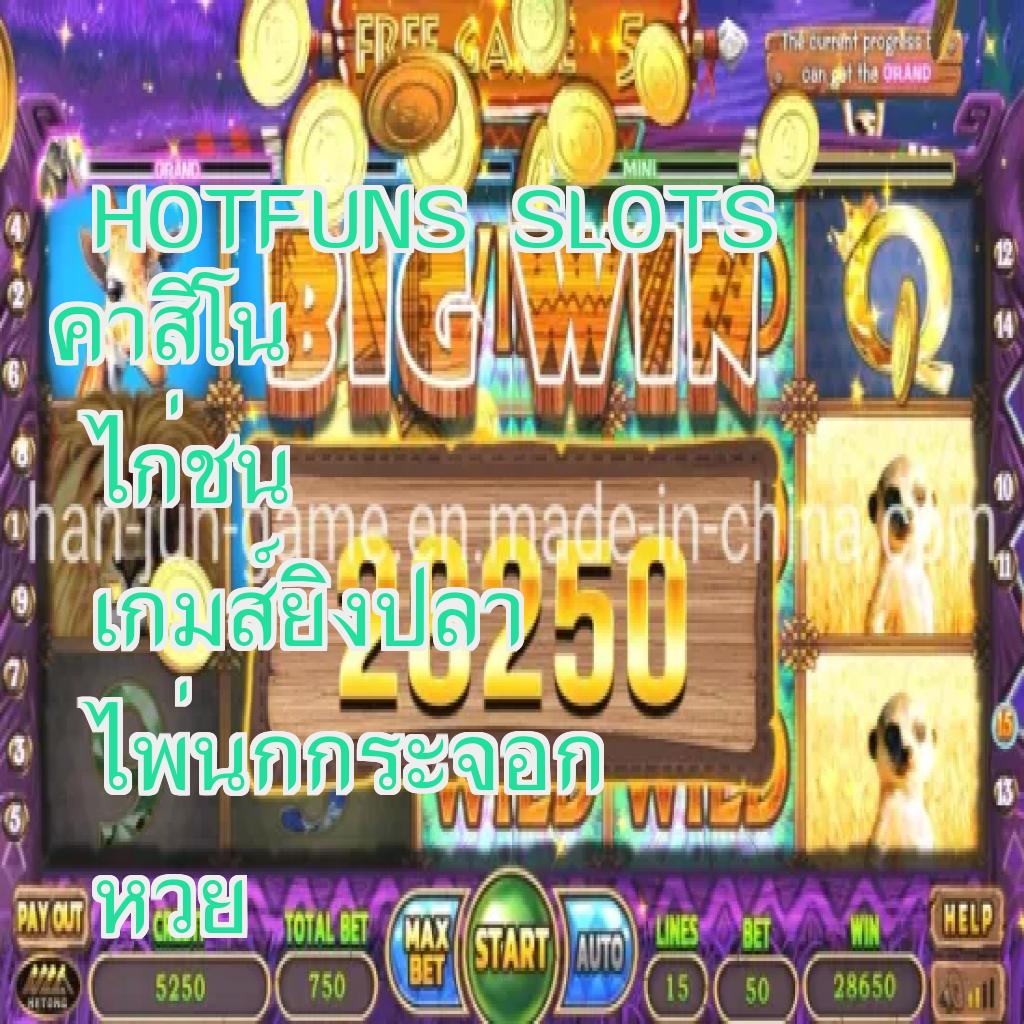 FREE GAME 5
The current progress
can get the GRAND
GRAND
MINI
HOTFUNS SLOTS
BIG WIN
คาสิโน
ไก่ชน
han-jun-game.en.made-in-china.com
28250
เกมส์ยิงปลา
ไพ่นกกระจอก
WILD WILD
หวย
4
2
6
8
1
9
7
3
5
12
14
10
11
15
13
PAY OUT
TOTAL BET
MAX BET
START
AUTO
LINES
BET
WIN
HELP
5250
750
15
50
28650